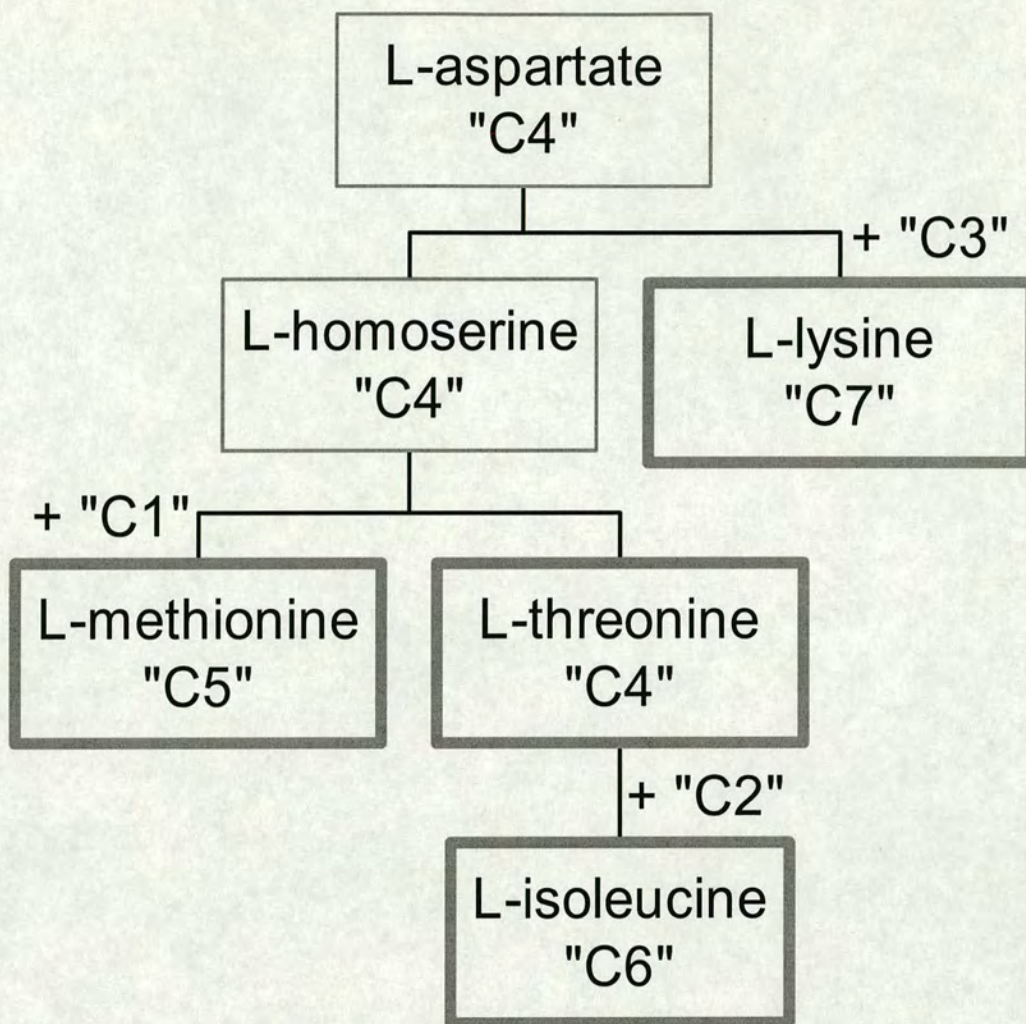 L-aspartate
"C4"
+ "C3"
L-homoserine
"C4"
L-lysine
"C7"
+ "C1"
L-methionine
"C5"
L-threonine
"C4"
+ "C2"
L-isoleucine
"C6"